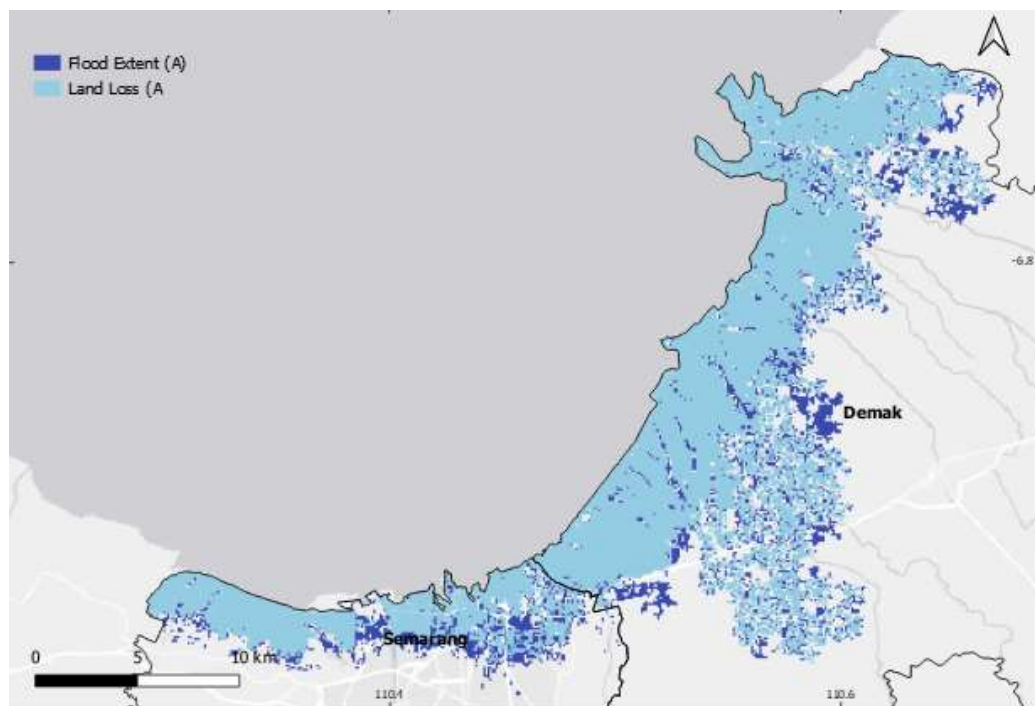 Flood Extent (A)
Land Loss (A
-6.8
Demak
Semarang
0 5 10 km
110.4 110.6